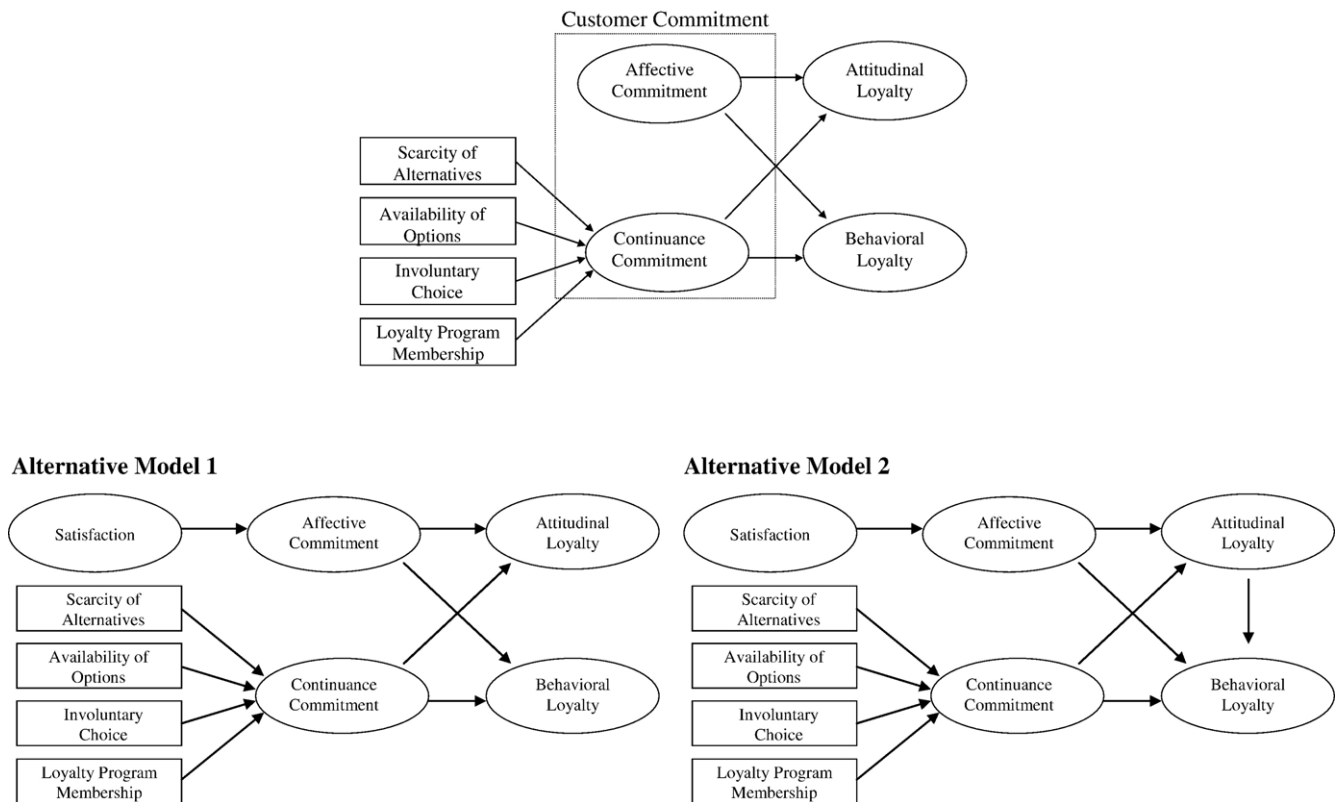 Customer Commitment
Affective
Commitment
Attitudinal
Loyalty
Scarcity of
Alternatives
Availability of
Options
Involuntary
Choice
Loyalty Program
Membership
Continuance
Commitment
Behavioral
Loyalty
Alternative Model 1
Satisfaction
Affective
Commitment
Attitudinal
Loyalty
Scarcity of
Alternatives
Availability of
Options
Involuntary
Choice
Loyalty Program
Membership
Continuance
Commitment
Behavioral
Loyalty
Alternative Model 2
Satisfaction
Affective
Commitment
Attitudinal
Loyalty
Scarcity of
Alternatives
Availability of
Options
Involuntary
Choice
Loyalty Program
Membership
Continuance
Commitment
Behavioral
Loyalty